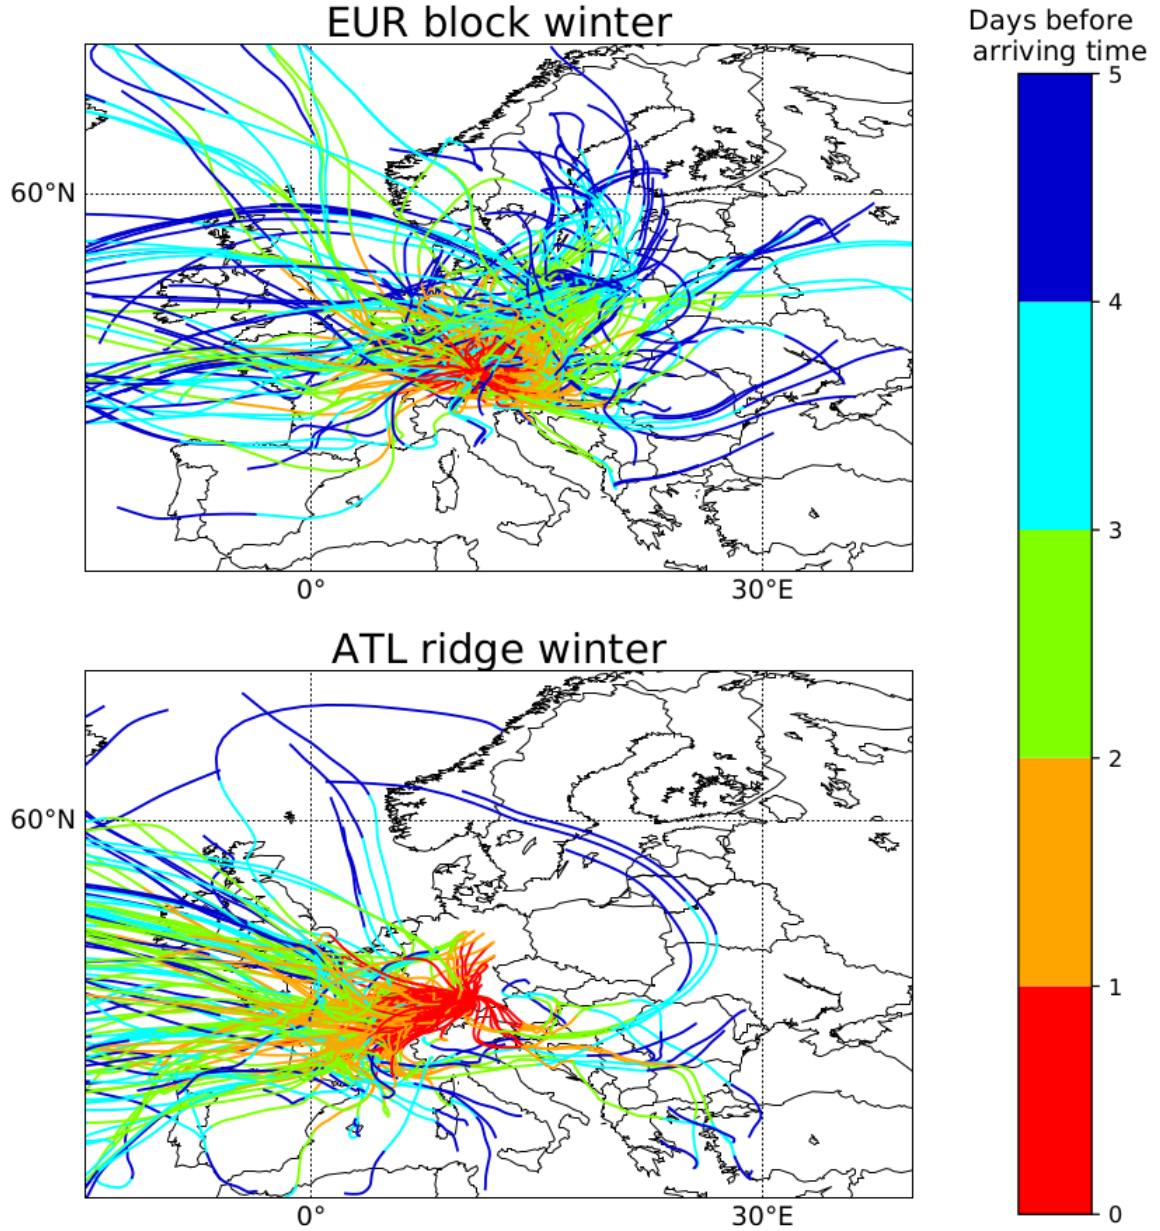 EUR block winter
Days before
arriving time
60°N
0°
30°E
5
4
3
2
1
0
ATL ridge winter
60°N
0°
30°E